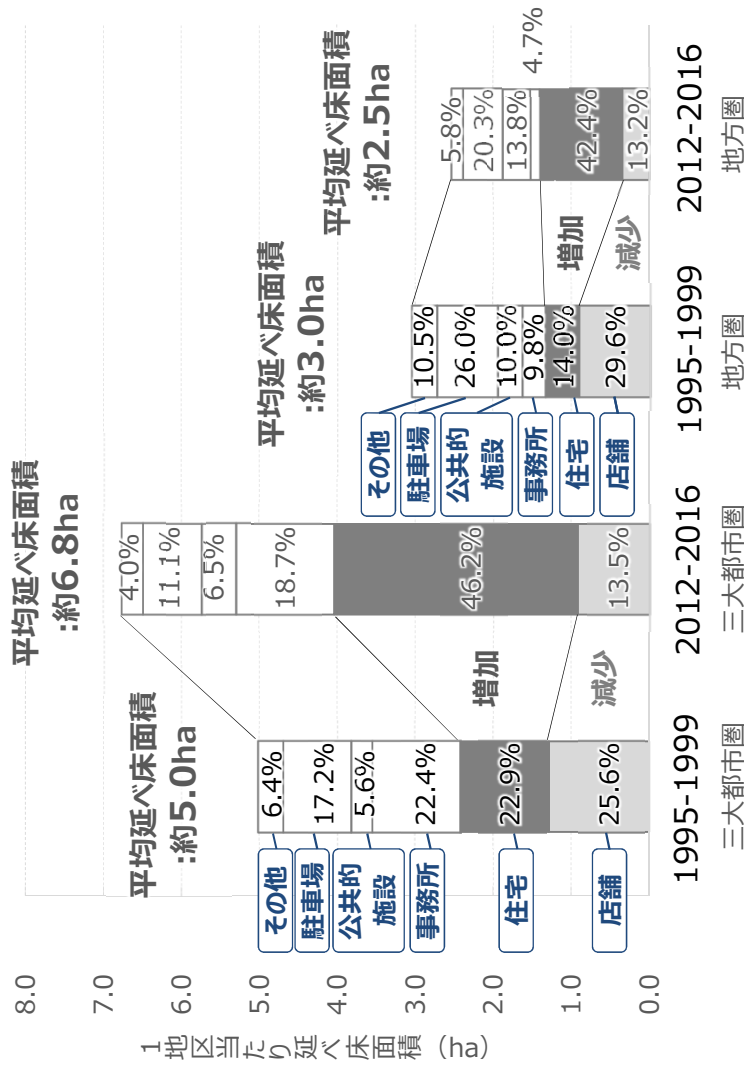 1地区当たり延べ床面積（ha）
8.0
7.0
6.0
5.0
4.0
3.0
2.0
1.0
0.0
平均延べ床面積
:約5.0ha
その他
駐車場
公共的
施設
事務所
住宅
店舗
6.4%
17.2%
5.6%
22.4%
22.9%
25.6%
増加
減少
平均延べ床面積
:約6.8ha
4.0%
11.1%
6.5%
18.7%
46.2%
13.5%
平均延べ床面積
:約3.0ha
その他
駐車場
公共的
施設
事務所
住宅
店舗
10.5%
26.0%
10.0%
9.8%
14.0%
29.6%
増加
減少
平均延べ床面積
:約2.5ha
5.8%
20.3%
13.8%
4.7%
42.4%
13.2%
1995-1999
三大都市圏
2012-2016
三大都市圏
1995-1999
地方圏
2012-2016
地方圏